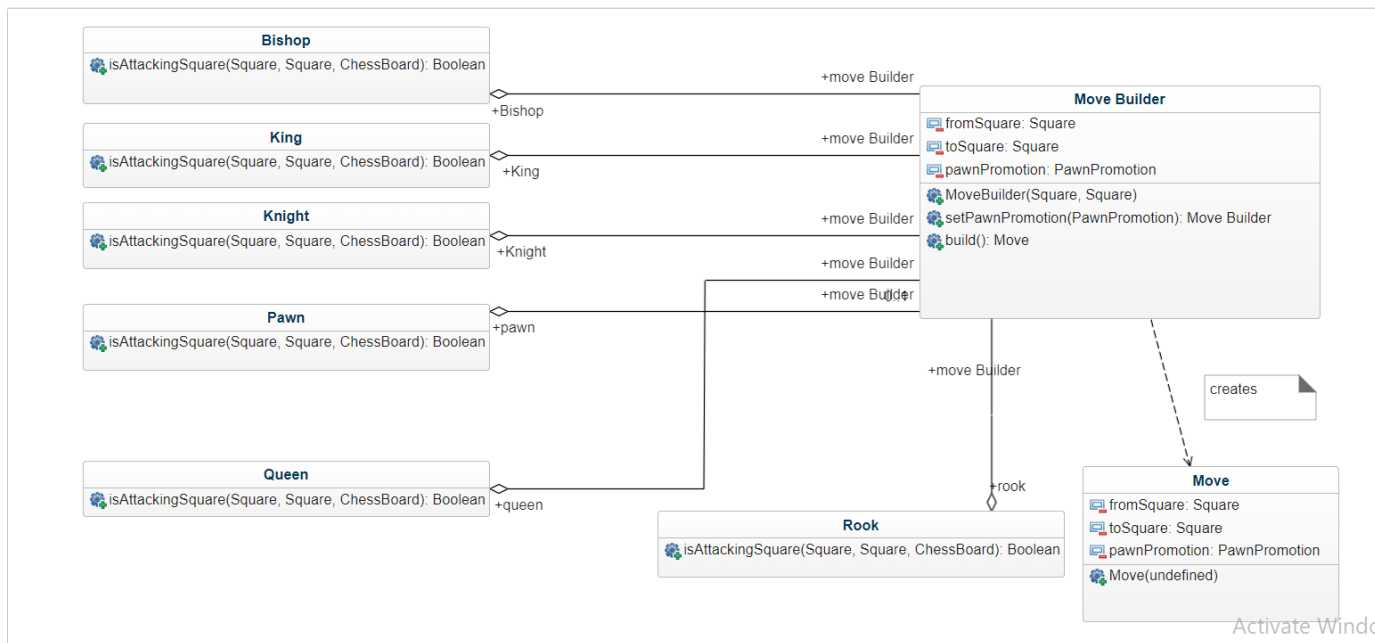 Bishop
isAttackingSquare(Square, Square, ChessBoard): Boolean
+move Builder
+Bishop
Move Builder
fromSquare: Square
toSquare: Square
pawnPromotion: PawnPromotion
MoveBuilder(Square, Square)
setPawnPromotion(PawnPromotion): Move Builder
build(): Move
King
isAttackingSquare(Square, Square, ChessBoard): Boolean
+move Builder
+King
Knight
isAttackingSquare(Square, Square, ChessBoard): Boolean
+move Builder
+Knight
+move Builder
Pawn
isAttackingSquare(Square, Square, ChessBoard): Boolean
+move Builder
0..1
+pawn
+move Builder
creates
Queen
isAttackingSquare(Square, Square, ChessBoard): Boolean
+queen
+rook
Rook
isAttackingSquare(Square, Square, ChessBoard): Boolean
Move
fromSquare: Square
toSquare: Square
pawnPromotion: PawnPromotion
Move(undefined)
Activate Windo